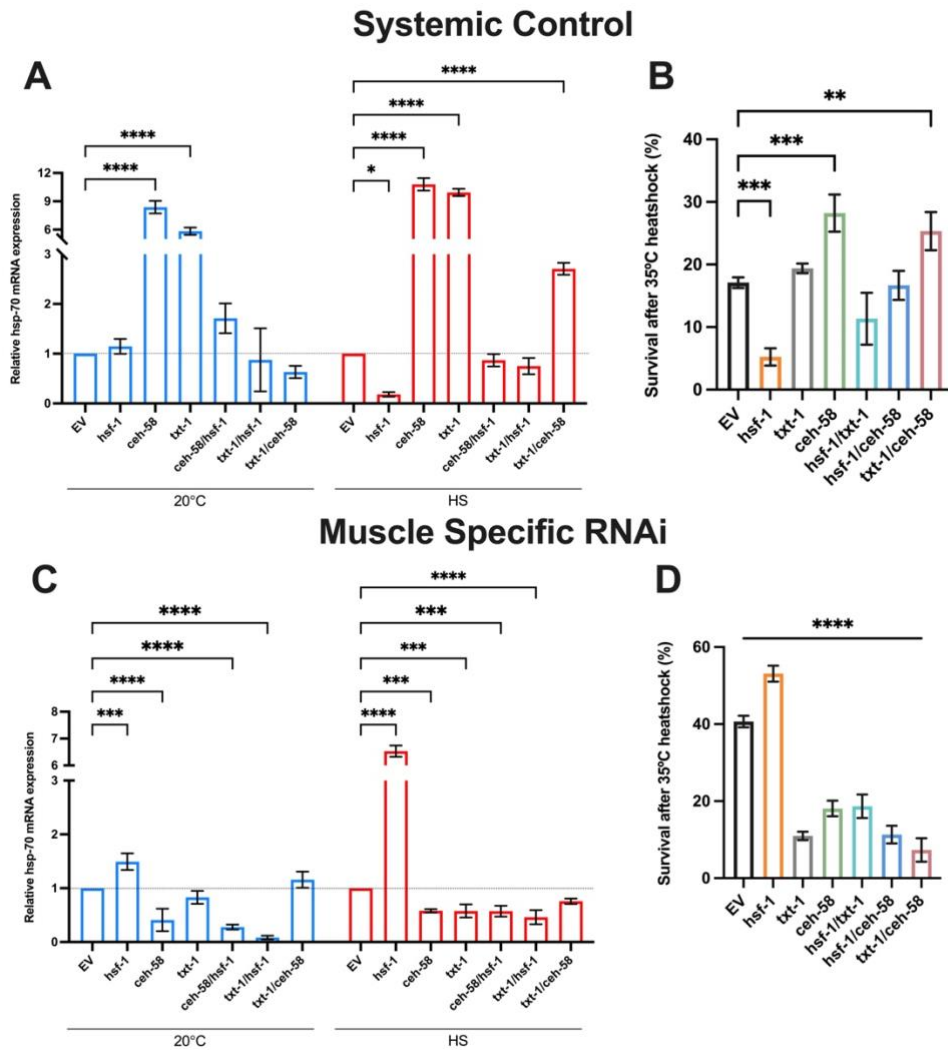 Systemic Control
A
****
****
****
****
****
*
Relative hsp-70 mRNA expression
12
9
6
3
2
1
0
EV
hsf-1
ceh-58
txt-1
ceh-58/hsf-1
txt-1/hsf-1
txt-1/ceh-58
EV
hsf-1
ceh-58
txt-1
ceh-58/hsf-1
txt-1/hsf-1
txt-1/ceh-58
20°C
HS
B
**
***
***
Survival after 35ºC heatshock (%)
40
30
20
10
0
EV
hsf-1
txt-1
ceh-58
hsf-1/txt-1
hsf-1/ceh-58
txt-1/ceh-58
Muscle Specific RNAi
C
****
****
****
***
****
***
***
***
****
Relative hsp-70 mRNA expression
8
7
6
3
2
1
0
EV
hsf-1
ceh-58
txt-1
ceh-58/hsf-1
txt-1/hsf-1
txt-1/ceh-58
EV
hsf-1
ceh-58
txt-1
ceh-58/hsf-1
txt-1/hsf-1
txt-1/ceh-58
20°C
HS
D
****
Survival after 35ºC heatshock (%)
60
40
20
0
EV
hsf-1
txt-1
ceh-58
hsf-1/txt-1
hsf-1/ceh-58
txt-1/ceh-58